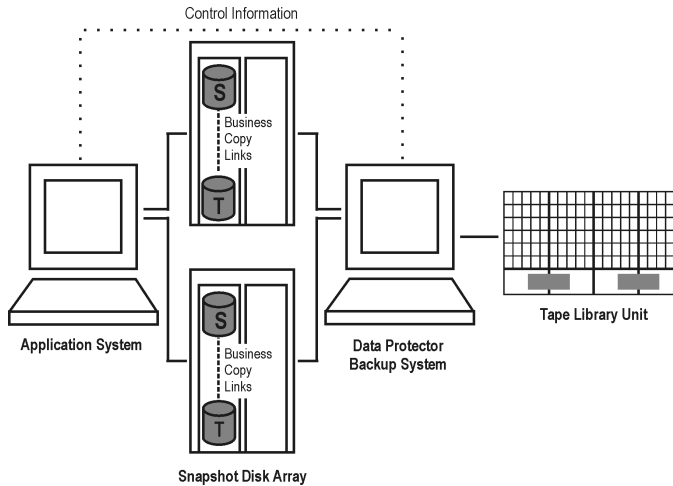 Control Information
S
Business
Copy
Links
T
S
Business
Copy
Links
T
Application System
Data Protector
Backup System
Tape Library Unit
Snapshot Disk Array